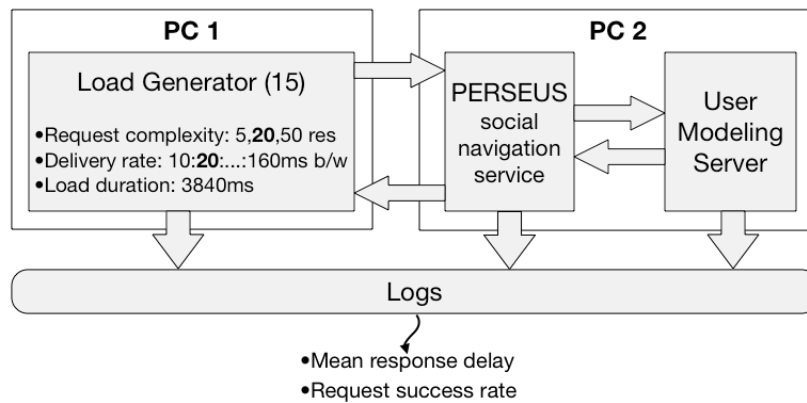 PC 1
PC 2
Load Generator (15)
•Request complexity: 5,20,50 res
•Delivery rate: 10:20:...:160ms b/w
•Load duration: 3840ms
PERSEUS
social
navigation
service
User
Modeling
Server
Logs
•Mean response delay
•Request success rate